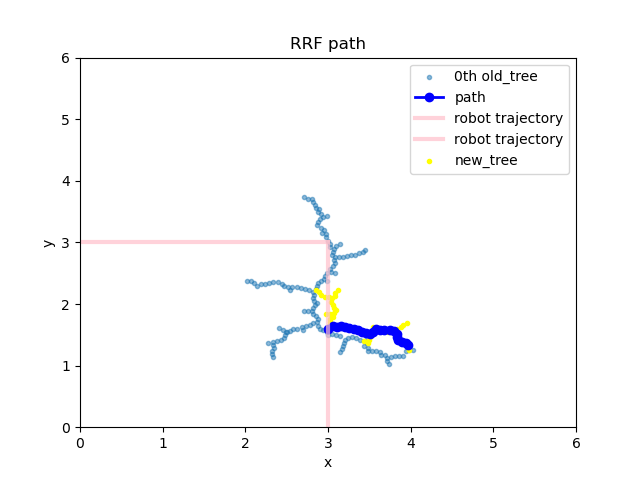 RRF path
0th old_tree
path
robot trajectory
robot trajectory
new_tree
6
5
4
3
2
1
0
y
0 1 2 3 4 5 6
x